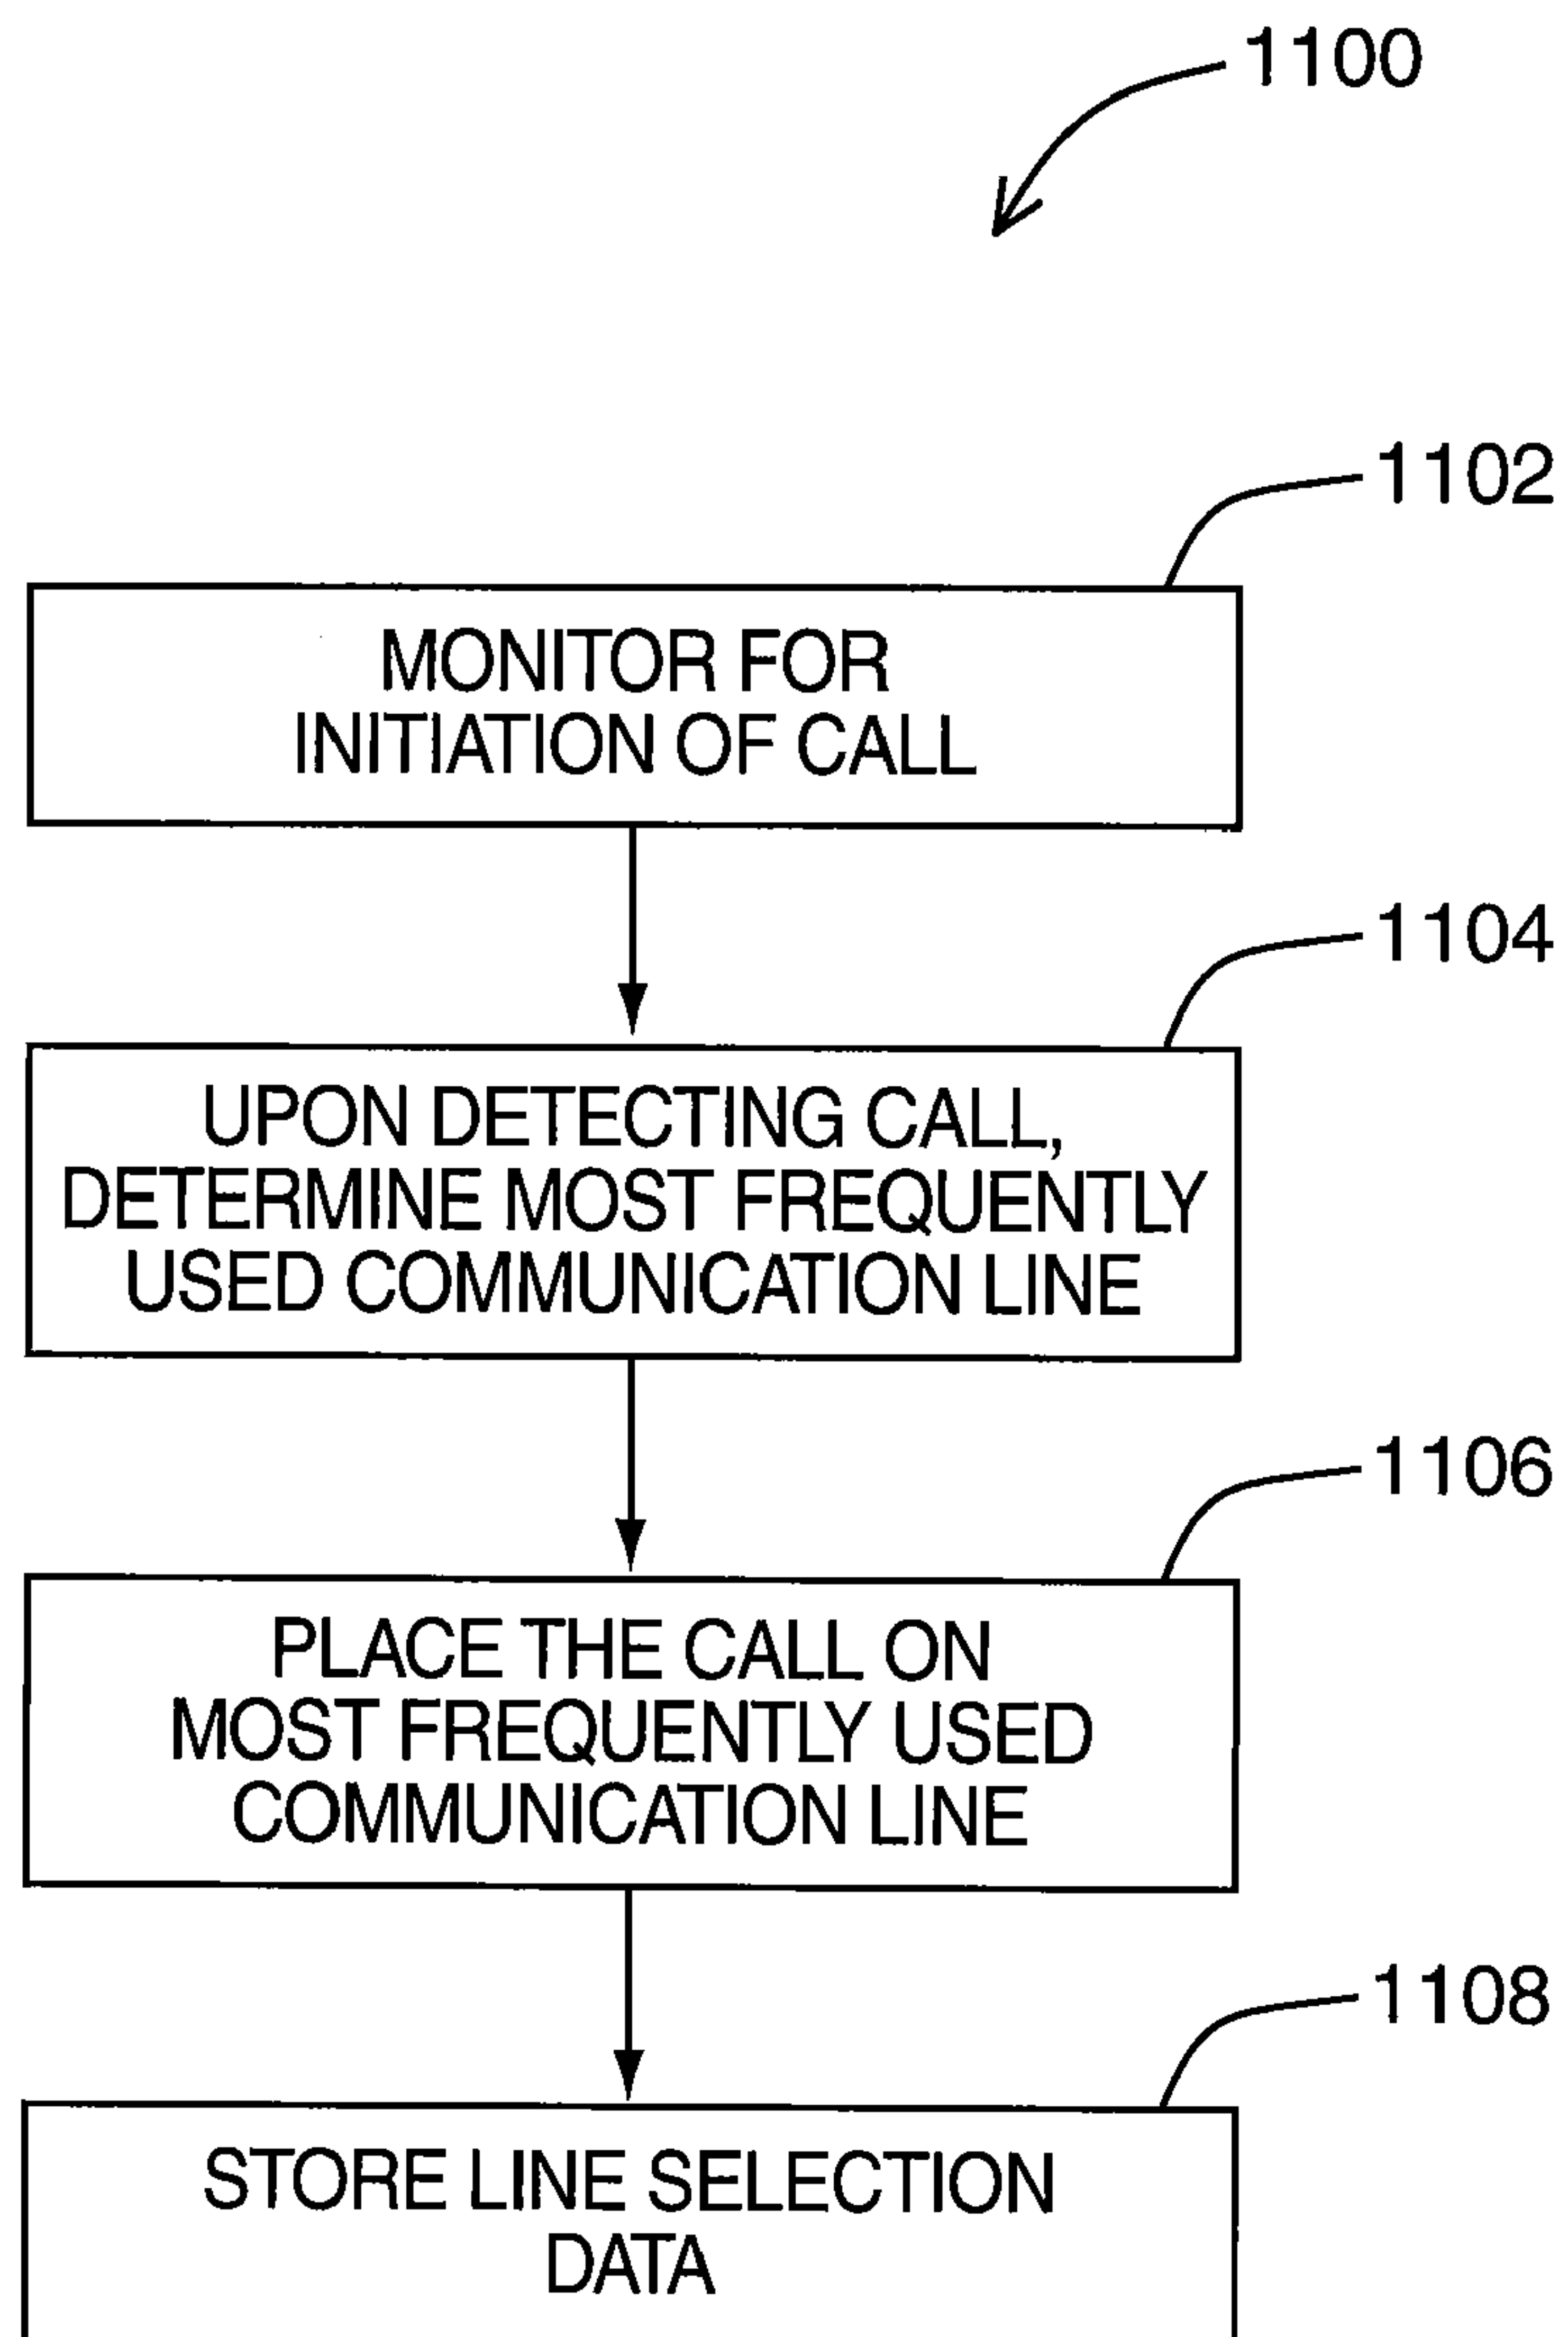 1100
1102
MONITOR FOR
INITIATION OF CALL
1104
UPON DETECTING CALL,
DETERMINE MOST FREQUENTLY
USED COMMUNICATION LINE
1106
PLACE THE CALL ON
MOST FREQUENTLY USED
COMMUNICATION LINE
1108
STORE LINE SELECTION
DATA